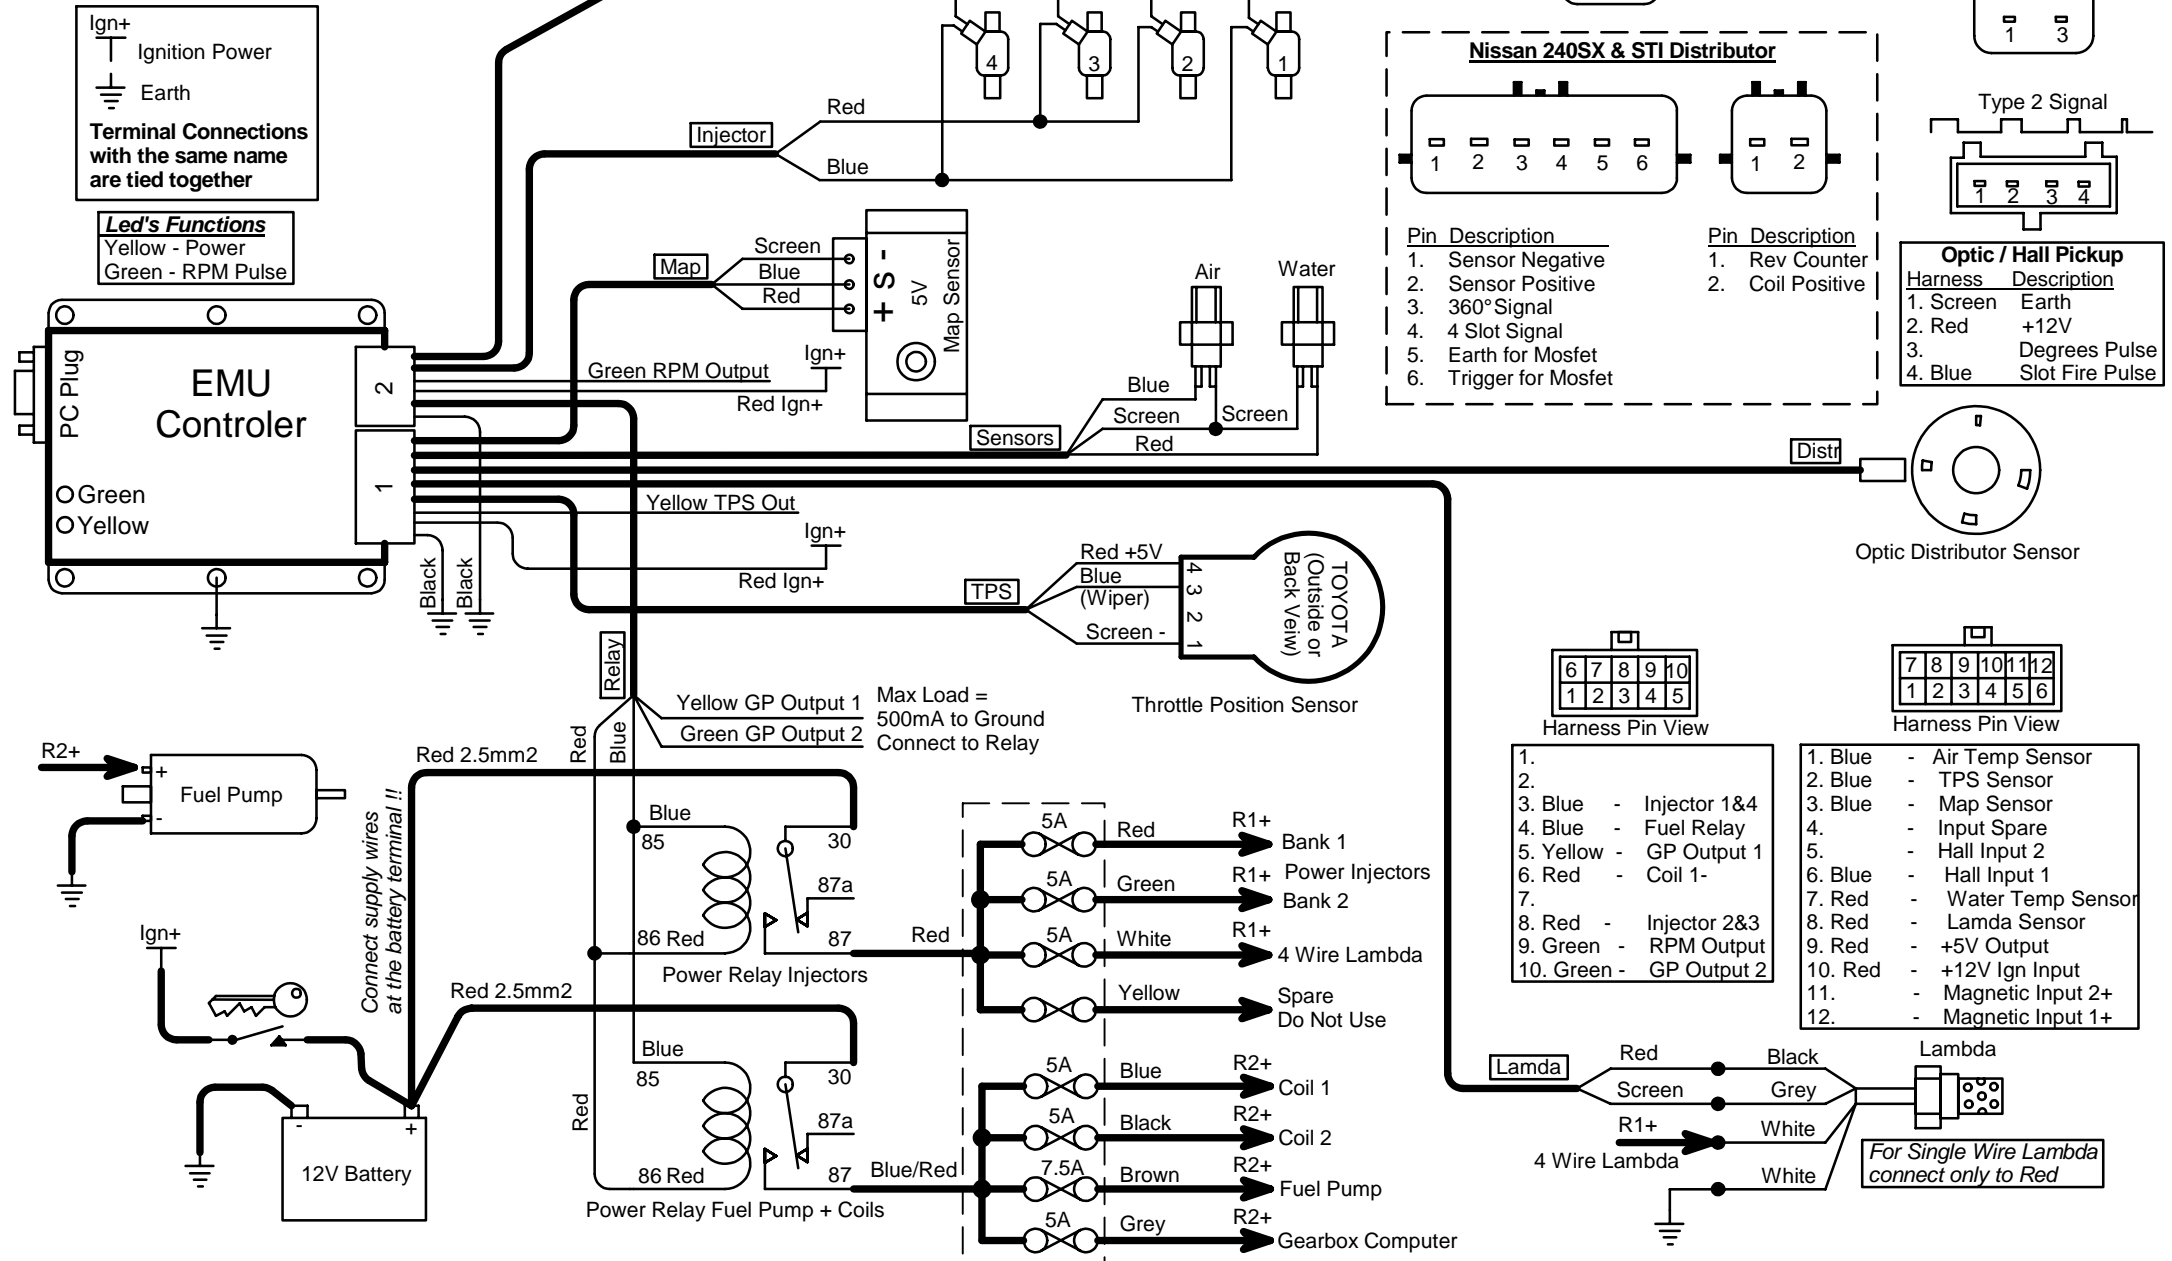 Ign+
Ignition Power
Earth
Terminal Connections
with the same name
are tied together
Led's Functions
Yellow - Power
Green - RPM Pulse
PC Plug
EMU
Controler
2
1
Green
Yellow
Black
Black
Injector
Red
Blue
4
3
2
1
Map
Screen
Blue
Red
+ S -
5V
Map Sensor
Green RPM Output
Ign+
Red Ign+
Air
Water
Blue
Screen
Screen
Red
Sensors
Yellow TPS Out
Ign+
Red Ign+
TPS
Red +5V
Blue
(Wiper)
Screen -
4
3
2
1
TOYOTA
(Outside or
Back Veiw)
Throttle Position Sensor
Nissan 240SX & STI Distributor
1 2 3 4 5 6
1 2
Pin Description
1. Sensor Negative
2. Sensor Positive
3. 360° Signal
4. 4 Slot Signal
5. Earth for Mosfet
6. Trigger for Mosfet
Pin Description
1. Rev Counter
2. Coil Positive
1 3
Type 2 Signal
1 2 3 4
Optic / Hall Pickup
Harness Description
1. Screen Earth
2. Red +12V
3. Degrees Pulse
4. Blue Slot Fire Pulse
Distr
Optic Distributor Sensor
Relay
Yellow GP Output 1
Green GP Output 2
Max Load =
500mA to Ground
Connect to Relay
Red
Blue
R2+
+
-
Fuel Pump
Red 2.5mm2
Connect supply wires
at the battery terminal !!
Blue
85
30
87a
86 Red
87
Power Relay Injectors
Red
Ign+
Red 2.5mm2
- +
12V Battery
Red
Blue
85
30
87a
86 Red
87
Power Relay Fuel Pump + Coils
Blue/Red
5A Red R1+ Bank 1
Power Injectors
5A Green R1+ Bank 2
5A White R1+ 4 Wire Lambda
Yellow Spare
Do Not Use
5A Blue R2+ Coil 1
5A Black R2+ Coil 2
7.5A Brown R2+ Fuel Pump
5A Grey R2+ Gearbox Computer
6 7 8 9 10
1 2 3 4 5
Harness Pin View
1.
2.
3. Blue - Injector 1&4
4. Blue - Fuel Relay
5. Yellow - GP Output 1
6. Red - Coil 1-
7.
8. Red - Injector 2&3
9. Green - RPM Output
10. Green - GP Output 2
7 8 9 10 11 12
1 2 3 4 5 6
Harness Pin View
1. Blue - Air Temp Sensor
2. Blue - TPS Sensor
3. Blue - Map Sensor
4. - Input Spare
5. - Hall Input 2
6. Blue - Hall Input 1
7. Red - Water Temp Sensor
8. Red - Lamda Sensor
9. Red - +5V Output
10. Red - +12V Ign Input
11. - Magnetic Input 2+
12. - Magnetic Input 1+
Lamda
Red
Screen
R1+
4 Wire Lambda
Black
Grey
White
White
Lambda
For Single Wire Lambda
connect only to Red